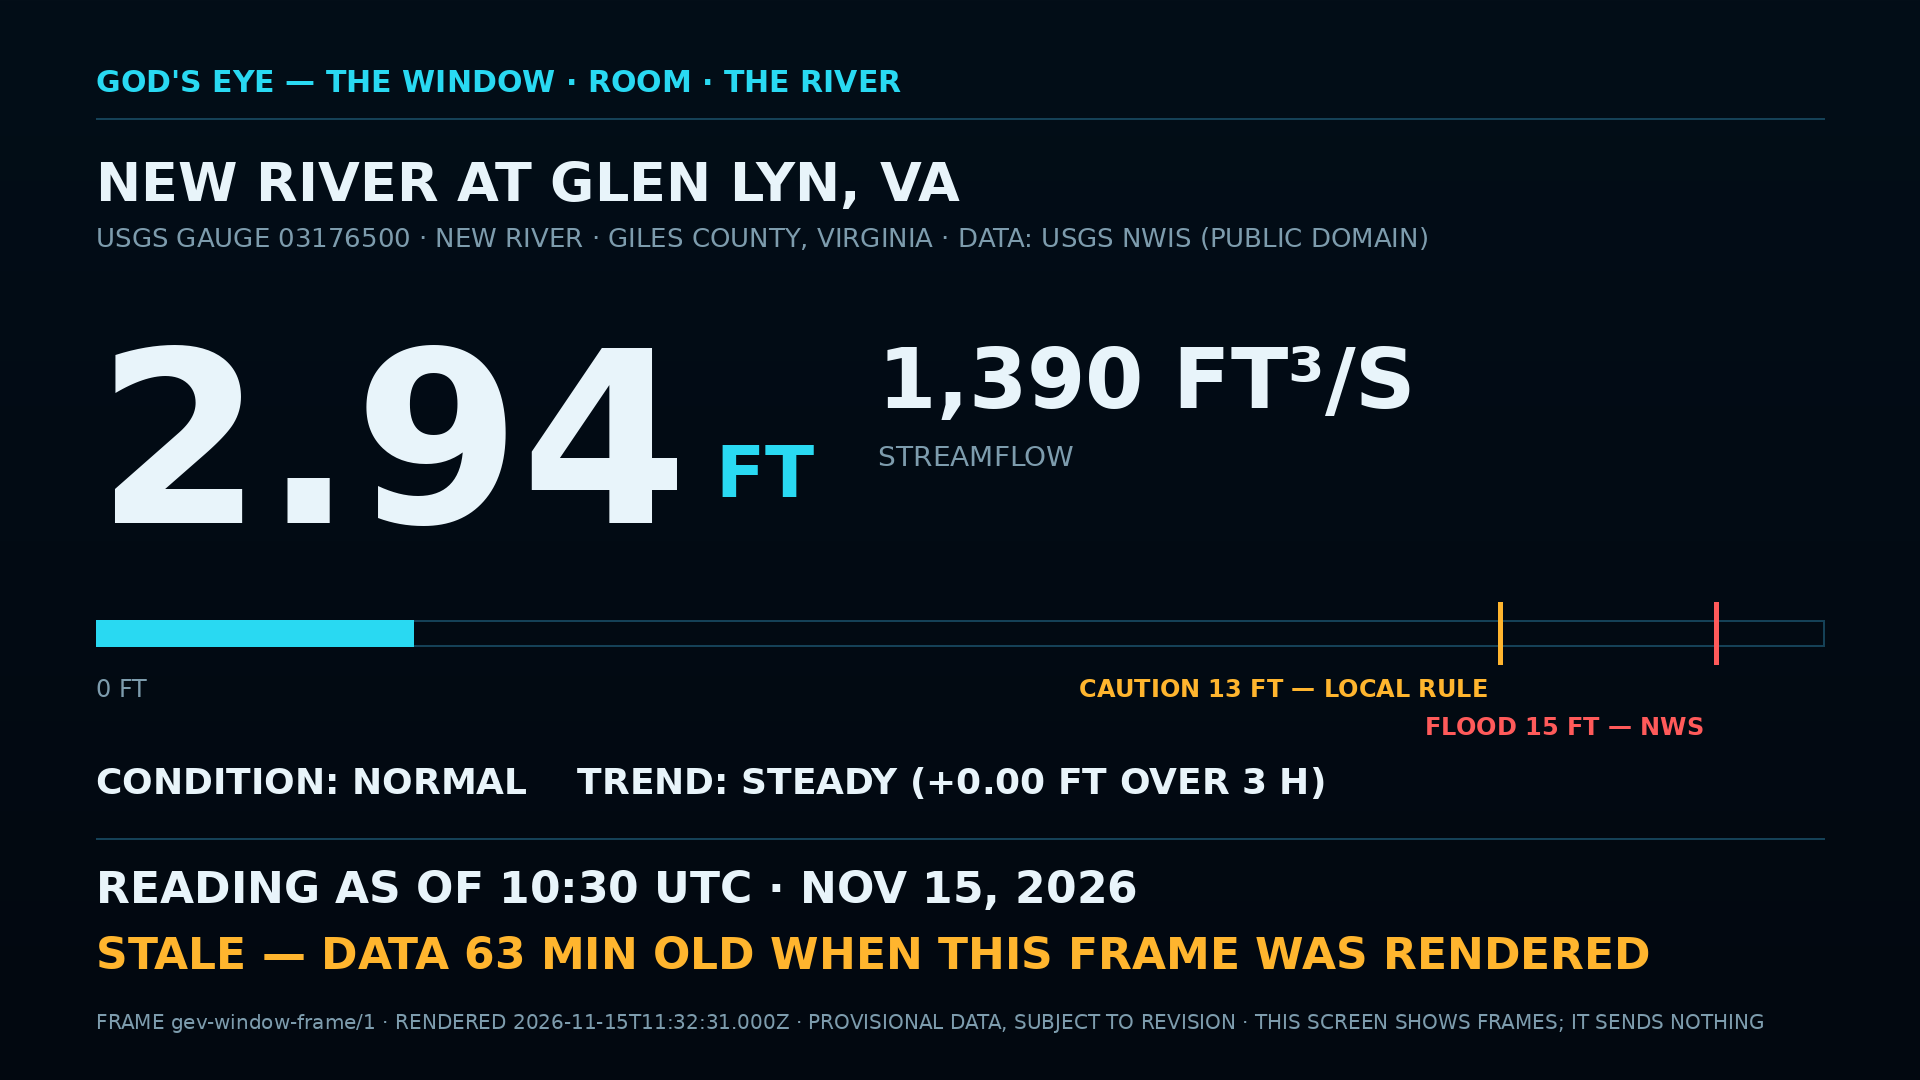 GOD'S EYE — THE WINDOW · ROOM · THE RIVER
NEW RIVER AT GLEN LYN, VA
USGS GAUGE 03176500 · NEW RIVER · GILES COUNTY, VIRGINIA · DATA: USGS NWIS (PUBLIC DOMAIN)
2.94 FT
1,390 FT³/S
STREAMFLOW
0 FT
CAUTION 13 FT — LOCAL RULE
FLOOD 15 FT — NWS
CONDITION: NORMAL TREND: STEADY (+0.00 FT OVER 3 H)
READING AS OF 10:30 UTC · NOV 15, 2026
STALE — DATA 63 MIN OLD WHEN THIS FRAME WAS RENDERED
FRAME gev-window-frame/1 · RENDERED 2026-11-15T11:32:31.000Z · PROVISIONAL DATA, SUBJECT TO REVISION · THIS SCREEN SHOWS FRAMES; IT SENDS NOTHING